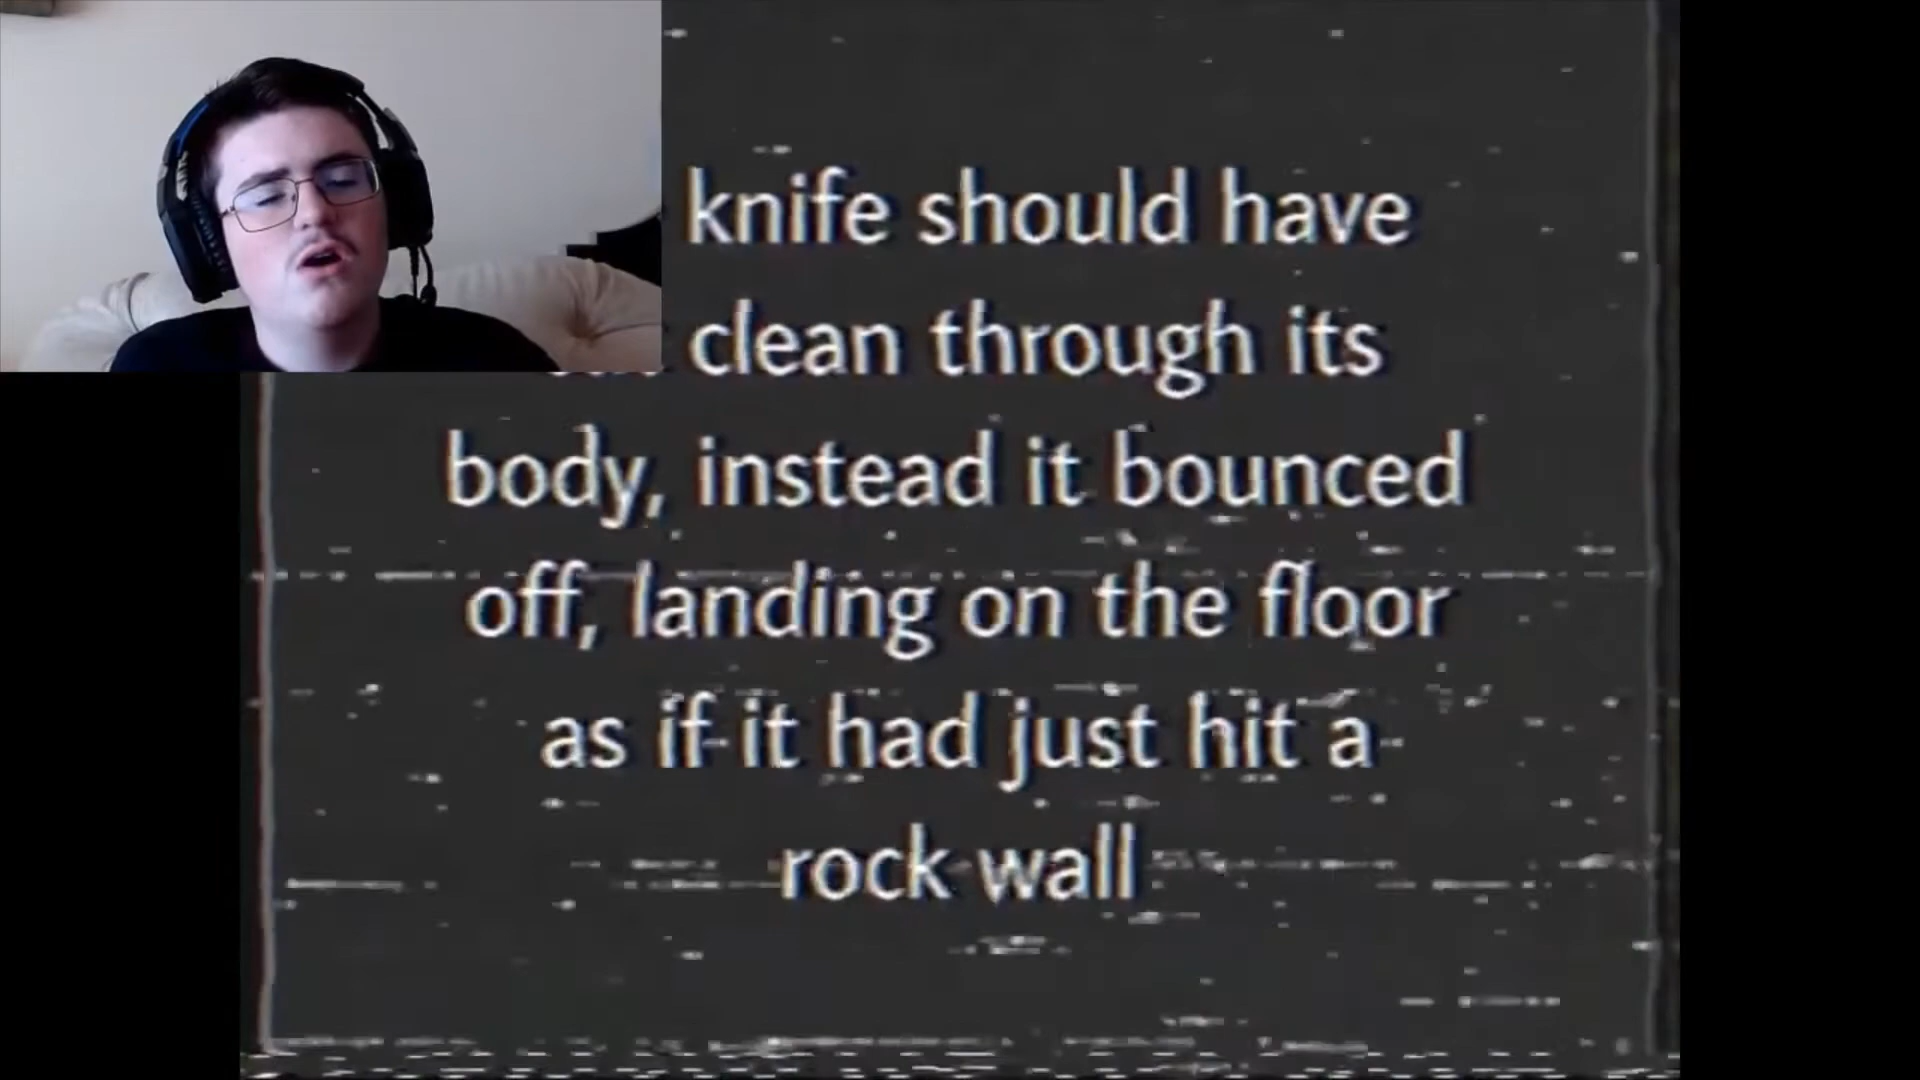 knife should have
clean through its
body, instead it bounced
off, landing on the floor
as if it had just hit a
rock wall